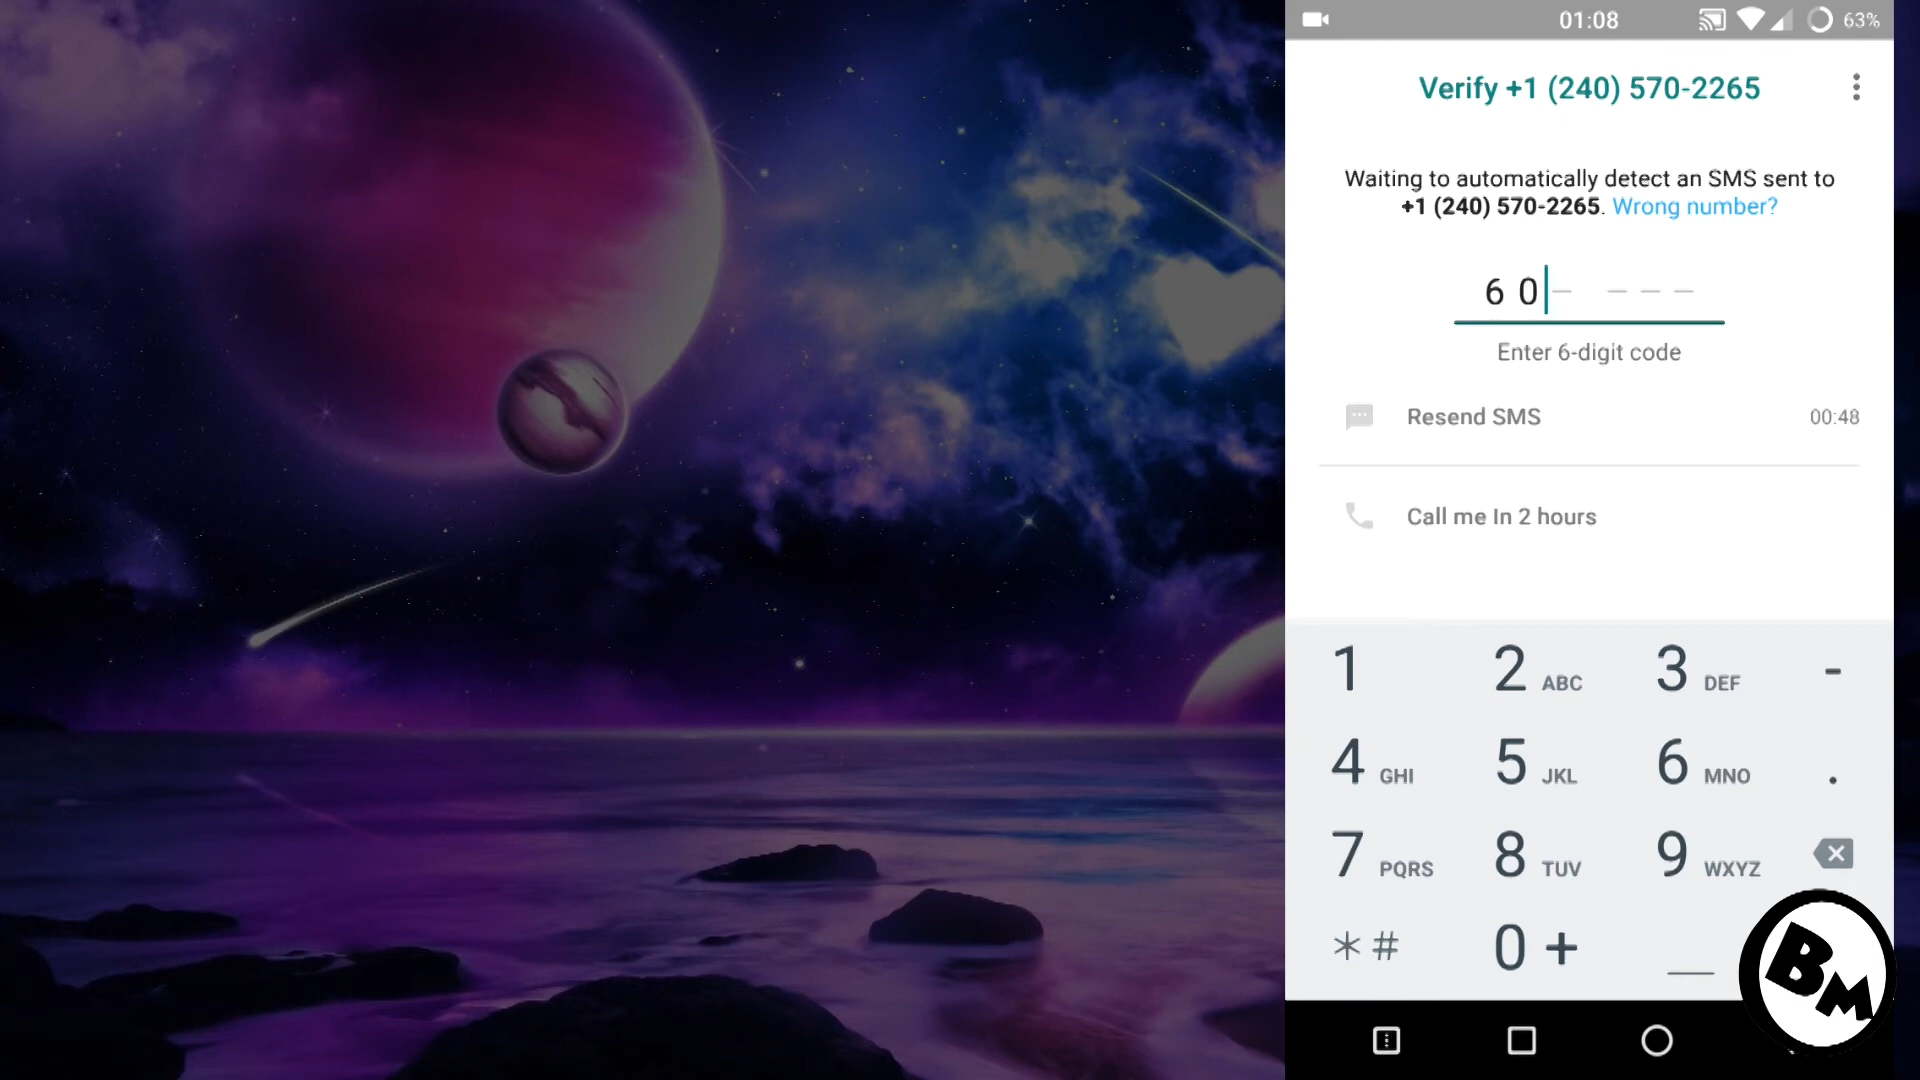 01:08
63%
Verify +1 (240) 570-2265
Waiting to automatically detect an SMS sent to
+1 (240) 570-2265. Wrong number?
6 0 – – – –
Enter 6-digit code
Resend SMS 00:48
Call me In 2 hours
1 2 ABC 3 DEF -
4 GHI 5 JKL 6 MNO .
7 PQRS 8 TUV 9 WXYZ
* # 0 +
BM